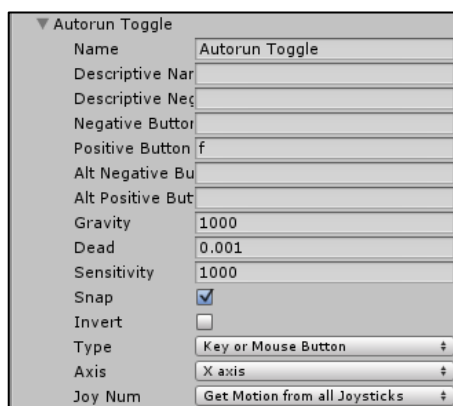 Autorun Toggle
Name Autorun Toggle
Descriptive Nar
Descriptive Neg
Negative Button
Positive Button f
Alt Negative Bu
Alt Positive But
Gravity 1000
Dead 0.001
Sensitivity 1000
Snap
Invert
Type Key or Mouse Button
Axis X axis
Joy Num Get Motion from all Joysticks